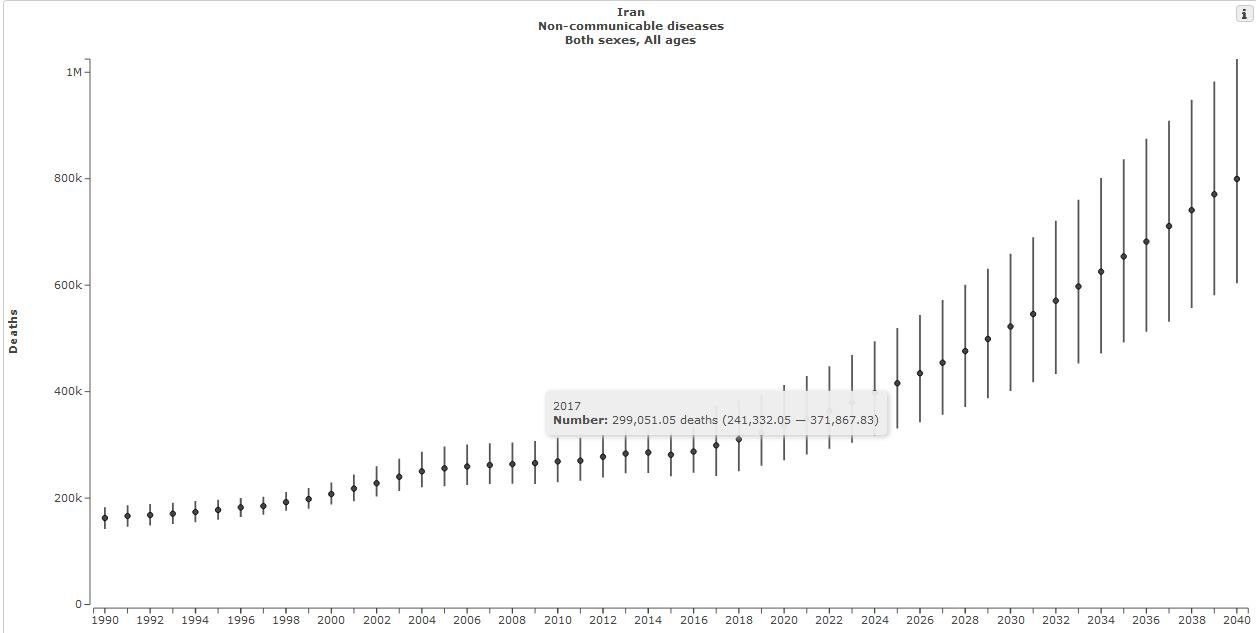 Iran
Non-communicable diseases
Both sexes, All ages
i
1M
800k
600k
400k
200k
0
Deaths
2017
Number: 299,051.05 deaths (241,332.05 — 371,867.83)
1990 1992 1994 1996 1998 2000 2002 2004 2006 2008 2010 2012 2014 2016 2018 2020 2022 2024 2026 2028 2030 2032 2034 2036 2038 2040